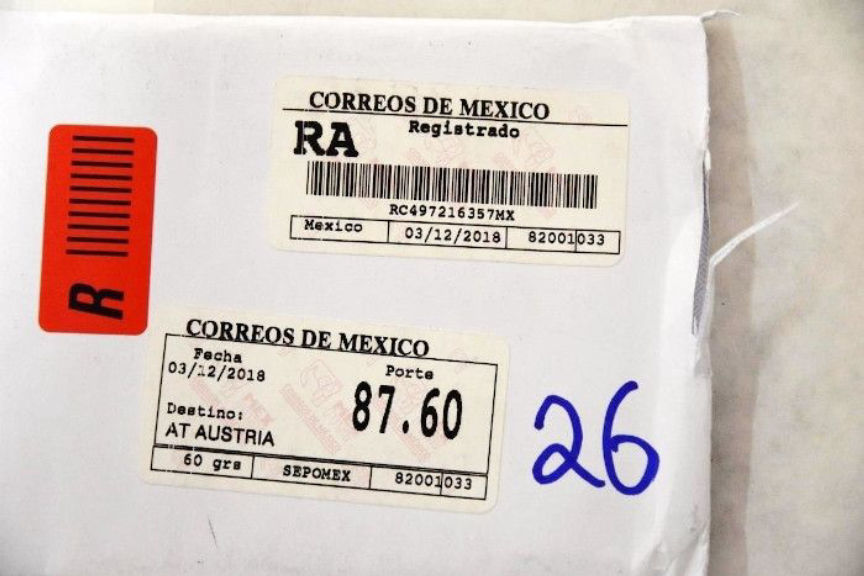 CORREOS DE MEXICO
Registrado
RA
RC497216357MX
Mexico 03/12/2018 82001033
R
CORREOS DE MEXICO
Fecha
03/12/2018
Porte
87.60
Destino:
AT AUSTRIA
60 grs SEPOMEX 82001033
26